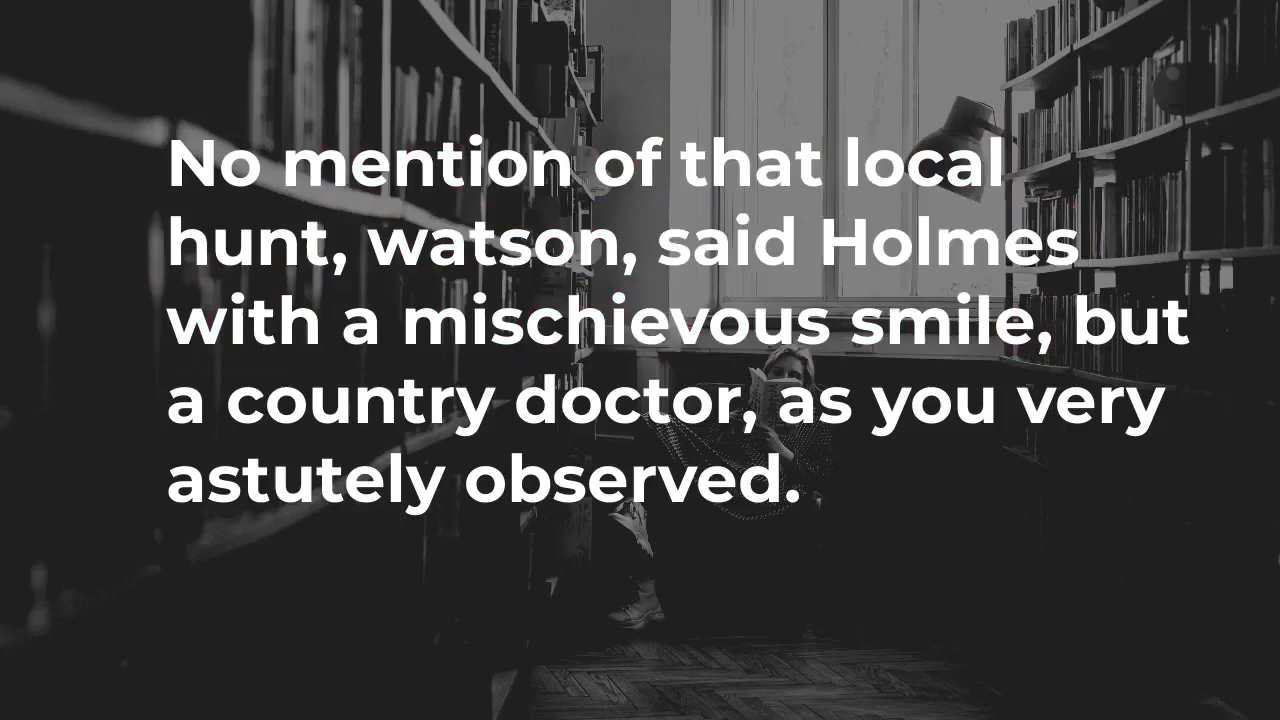 No mention of that local
hunt, watson, said Holmes
with a mischievous smile, but
a country doctor, as you very
astutely observed.